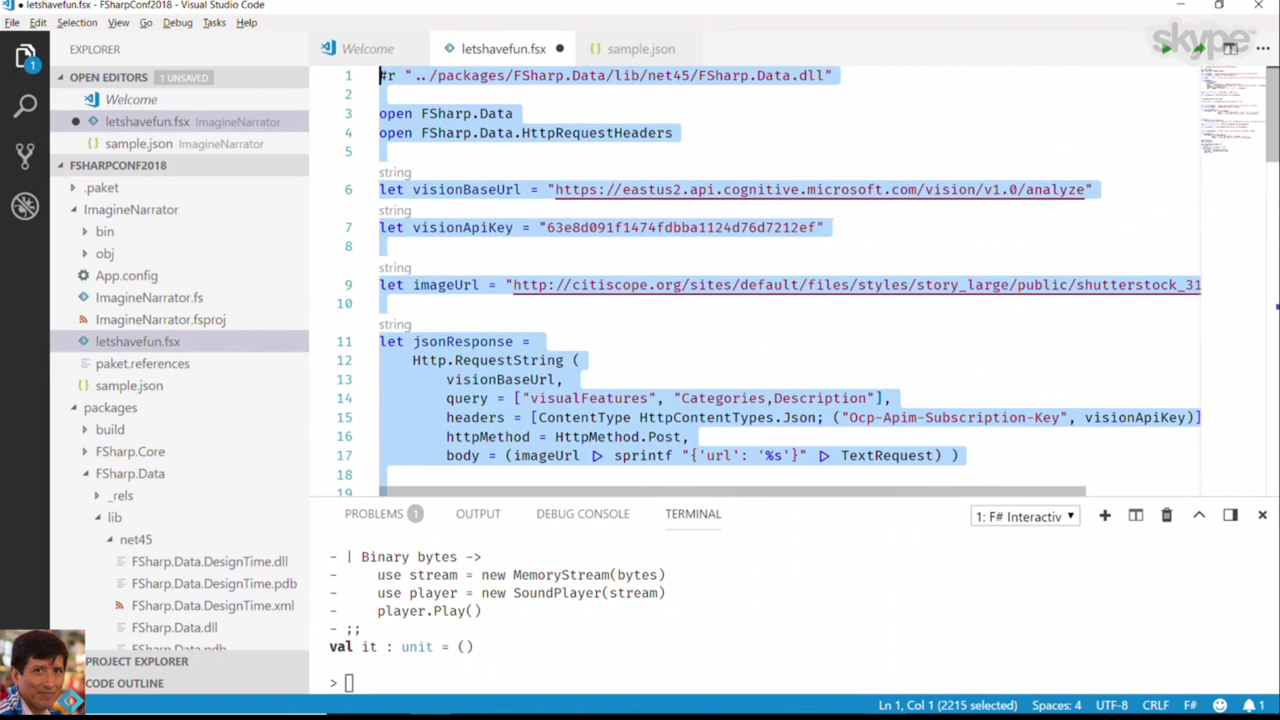 letshavefun.fsx - FSharpConf2018 - Visual Studio Code
File Edit Selection View Go Debug Tasks Help
skype
EXPLORER
Welcome
letshavefun.fsx
sample.json
OPEN EDITORS 1 UNSAVED
Welcome
letshavefun.fsx ImagineNarrator
sample.json ImagineNarrator
FSHARPCONF2018
.paket
ImagineNarrator
bin
obj
App.config
ImagineNarrator.fs
ImagineNarrator.fsproj
letshavefun.fsx
paket.references
sample.json
packages
build
FSharp.Core
FSharp.Data
_rels
lib
net45
FSharp.Data.DesignTime.dll
FSharp.Data.DesignTime.pdb
FSharp.Data.DesignTime.xml
FSharp.Data.dll
FSharp.Data.pdb
PROJECT EXPLORER
CODE OUTLINE
1 #r "../packages/FSharp.Data/lib/net45/FSharp.Data.dll"
2
3 open FSharp.Data
4 open FSharp.Data.HttpRequestHeaders
5
string
6 let visionBaseUrl = "https://eastus2.api.cognitive.microsoft.com/vision/v1.0/analyze"
string
7 let visionApiKey = "63e8d091f1474fdbba1124d76d7212ef"
8
string
9 let imageUrl = "http://citiscope.org/sites/default/files/styles/story_large/public/shutterstock_31
10
string
11 let jsonResponse =
12 Http.RequestString (
13 visionBaseUrl,
14 query = ["visualFeatures", "Categories,Description"],
15 headers = [ContentType HttpContentTypes.Json; ("Ocp-Apim-Subscription-Key", visionApiKey)]
16 httpMethod = HttpMethod.Post,
17 body = (imageUrl ▷ sprintf "{'url': '%s'}" ▷ TextRequest) )
18
19
PROBLEMS 1 OUTPUT DEBUG CONSOLE TERMINAL 1: F# Interactiv
- | Binary bytes ->
- use stream = new MemoryStream(bytes)
- use player = new SoundPlayer(stream)
- player.Play()
- ;;
val it : unit = ()
>
Ln 1, Col 1 (2215 selected) Spaces: 4 UTF-8 CRLF F# 1